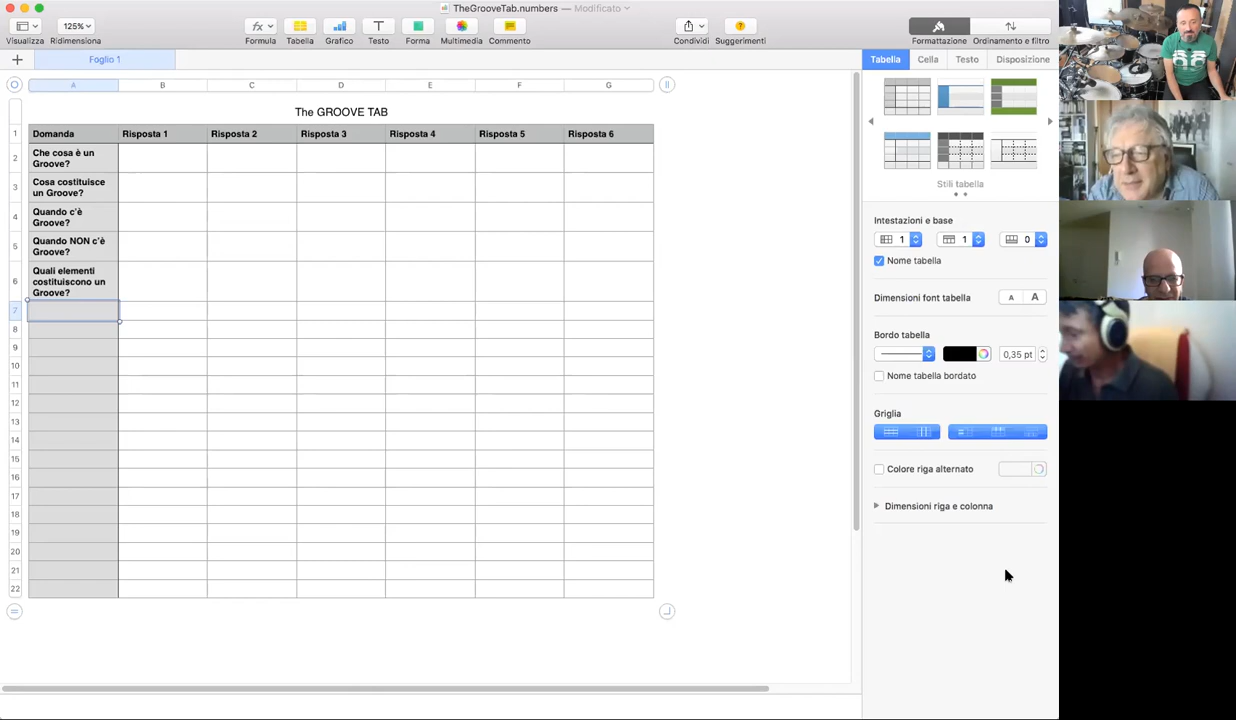 TheGrooveTab.numbers — Modificato
125%
Visualizza
Ridimensiona
Formula
Tabella
Grafico
Testo
Forma
Multimedia
Commento
Condividi
Suggerimenti
Formattazione
Ordinamento e filtro
Foglio 1
Tabella
Cella
Testo
Disposizione
A B C D E F G
The GROOVE TAB
1 Domanda Risposta 1 Risposta 2 Risposta 3 Risposta 4 Risposta 5 Risposta 6
2 Che cosa è un
Groove?
3 Cosa costituisce
un Groove?
4 Quando c'è
Groove?
5 Quando NON c'è
Groove?
6 Quali elementi
costituiscono un
Groove?
7
8
9
10
11
12
13
14
15
16
17
18
19
20
21
22
Stili tabella
Intestazioni e base
1 1 0
Nome tabella
Dimensioni font tabella
A A
Bordo tabella
0,35 pt
Nome tabella bordato
Griglia
Colore riga alternato
Dimensioni riga e colonna
88